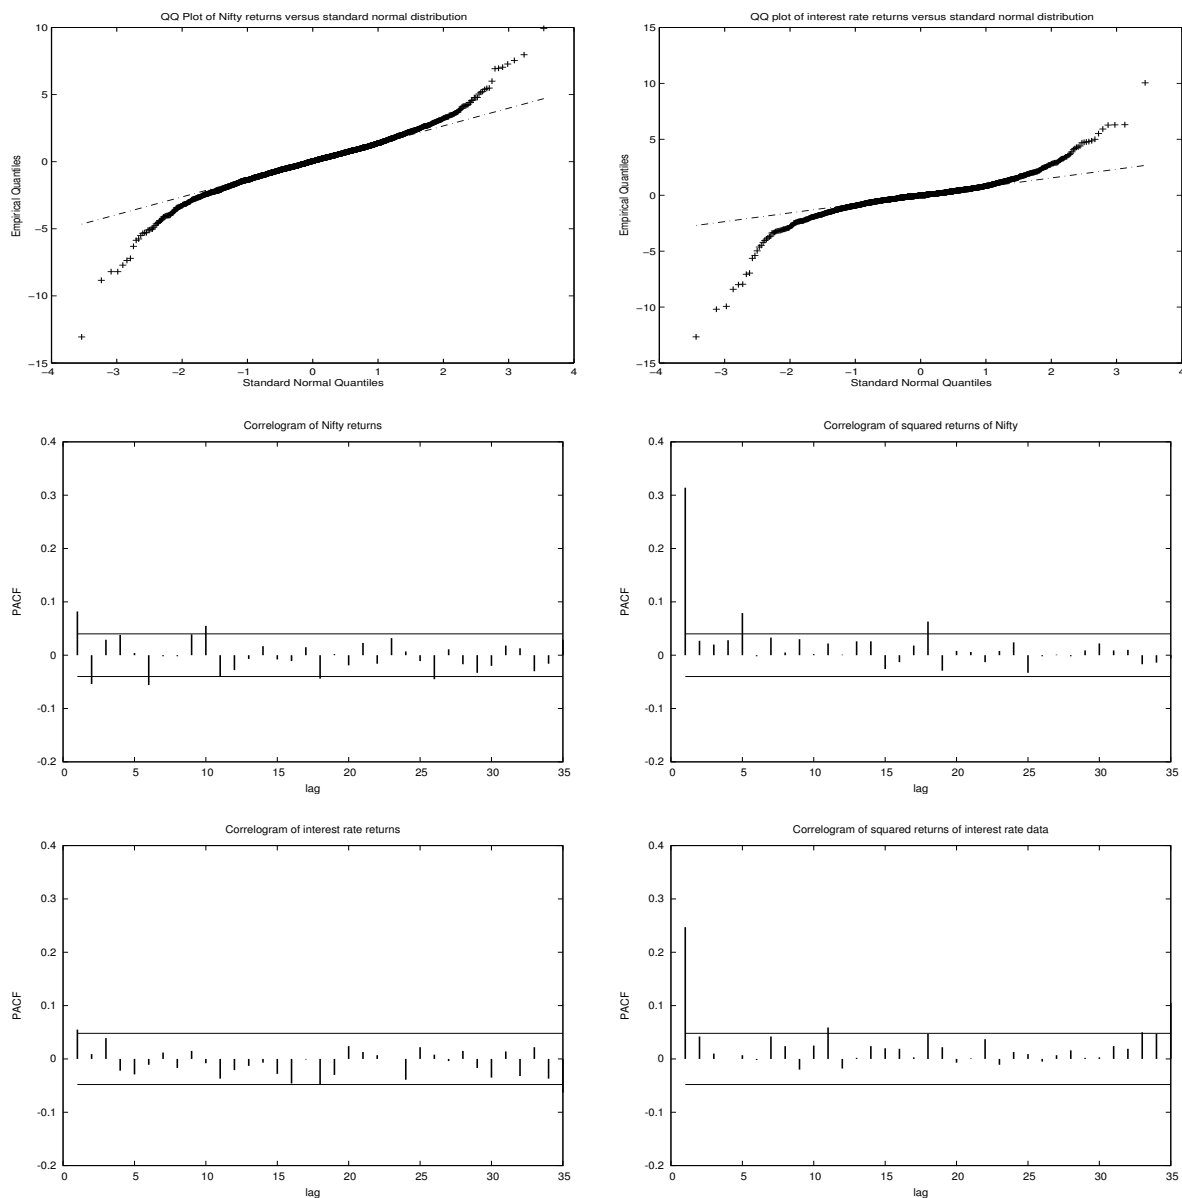 QQ Plot of Nifty returns versus standard normal distribution
10
5
0
−5
−10
−15
Empirical Quantiles
−4 −3 −2 −1 0 1 2 3 4
Standard Normal Quantiles
QQ plot of interest rate returns versus standard normal distribution
15
10
5
0
−5
−10
−15
Empirical Quantiles
−4 −3 −2 −1 0 1 2 3 4
Standard Normal Quantiles
Correlogram of Nifty returns
0.4
0.3
0.2
0.1
0
-0.1
-0.2
PACF
0 5 10 15 20 25 30 35
lag
Correlogram of squared returns of Nifty
0.4
0.3
0.2
0.1
0
-0.1
-0.2
PACF
0 5 10 15 20 25 30 35
lag
Correlogram of interest rate returns
0.4
0.3
0.2
0.1
0
-0.1
-0.2
PACF
0 5 10 15 20 25 30 35
lag
Correlogram of squared returns of interest rate data
0.4
0.3
0.2
0.1
0
-0.1
-0.2
PACF
0 5 10 15 20 25 30 35
lag